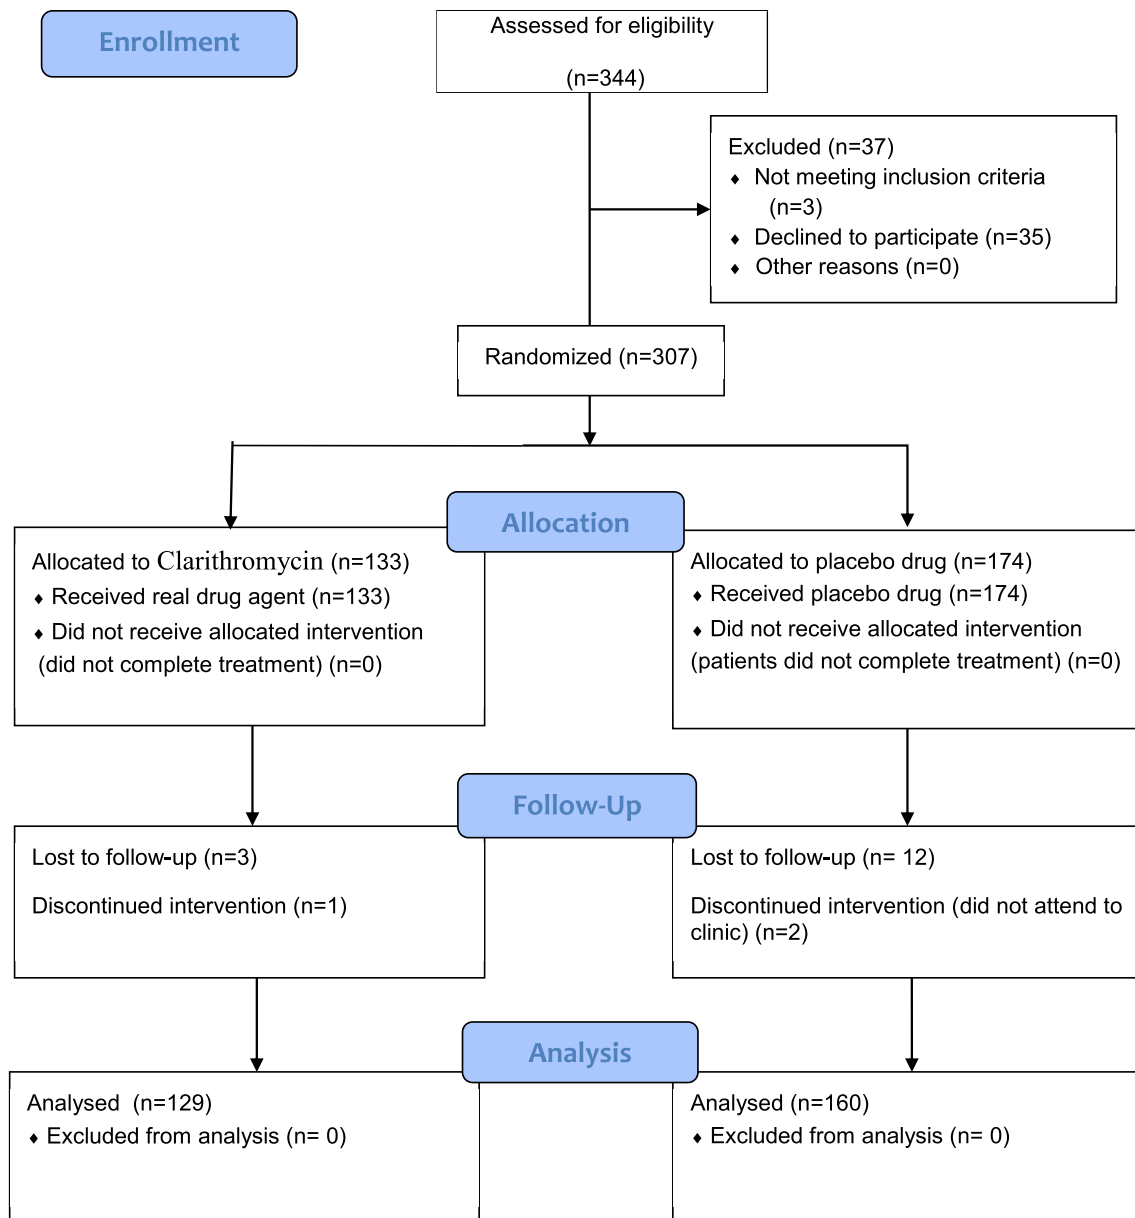 Enrollment
Assessed for eligibility
(n=344)
Excluded (n=37)
♦ Not meeting inclusion criteria
(n=3)
♦ Declined to participate (n=35)
♦ Other reasons (n=0)
Randomized (n=307)
Allocation
Allocated to Clarithromycin (n=133)
♦ Received real drug agent (n=133)
♦ Did not receive allocated intervention
(did not complete treatment) (n=0)
Allocated to placebo drug (n=174)
♦ Received placebo drug (n=174)
♦ Did not receive allocated intervention
(patients did not complete treatment) (n=0)
Follow-Up
Lost to follow-up (n=3)
Discontinued intervention (n=1)
Lost to follow-up (n= 12)
Discontinued intervention (did not attend to
clinic) (n=2)
Analysis
Analysed (n=129)
♦ Excluded from analysis (n= 0)
Analysed (n=160)
♦ Excluded from analysis (n= 0)